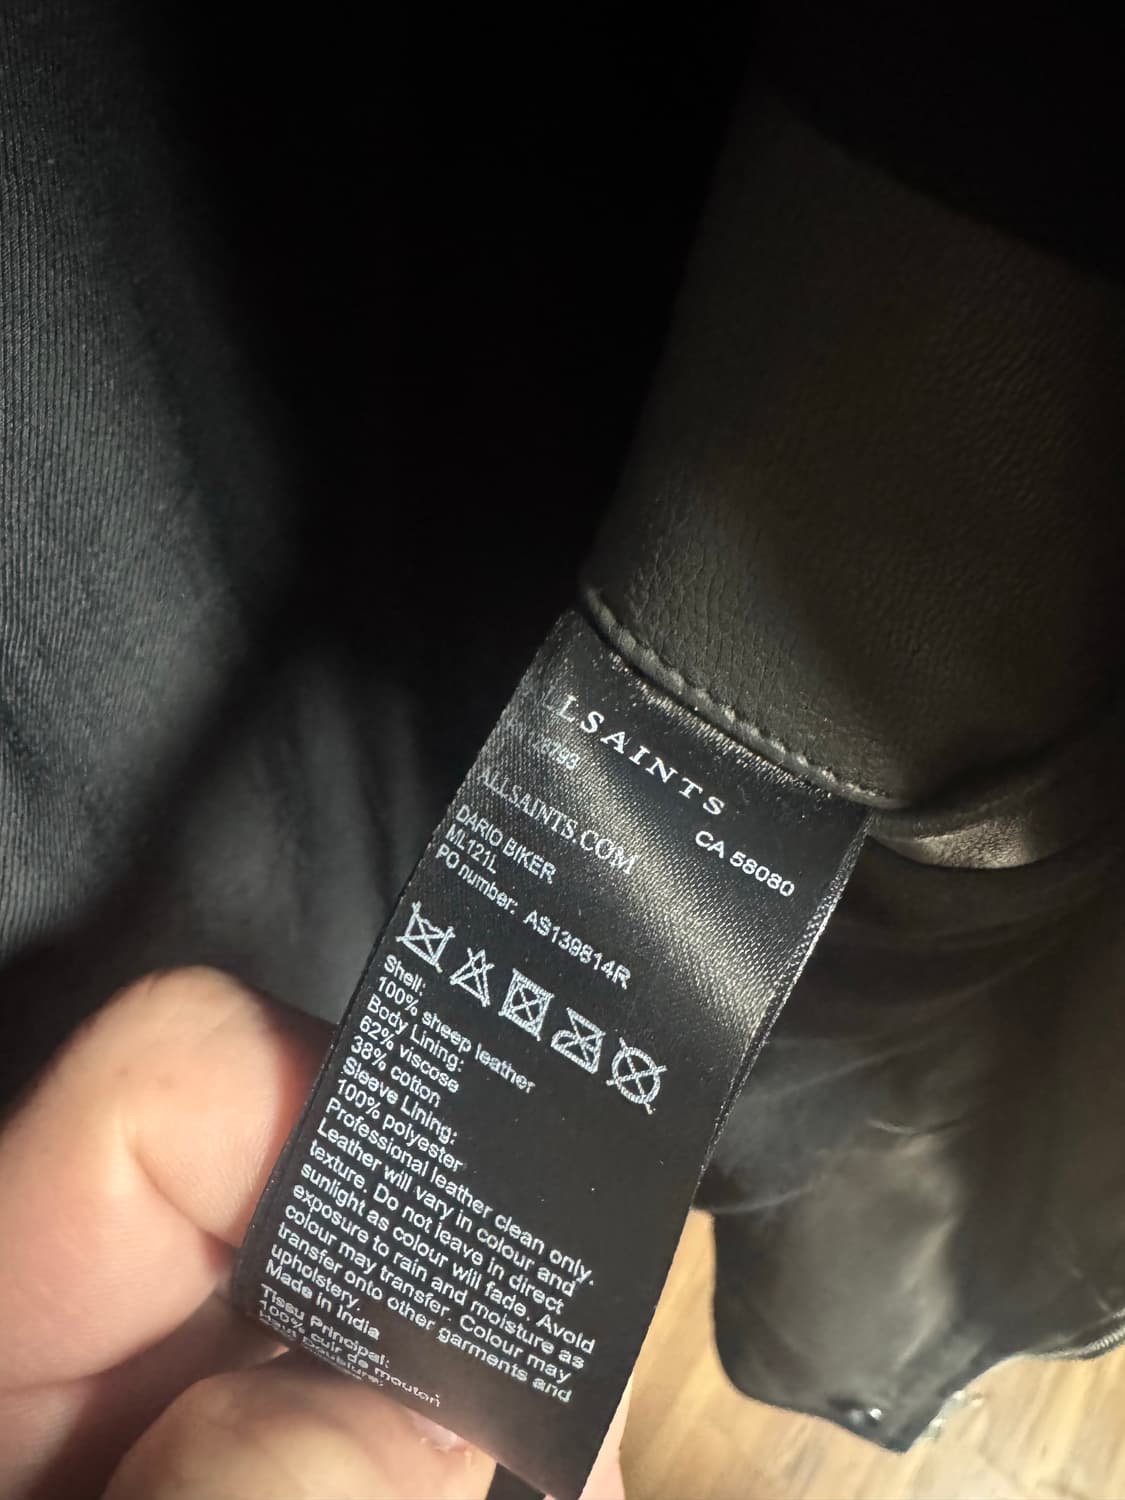 LSAINTS
28793
CA 58080
ALLSAINTS.COM
DARIO BIKER
ML121L
PO number: AS139814R
Shell:
100% sheep leather
Body Lining:
62% viscose
38% cotton
Sleeve Lining:
100% polyester
Professional leather clean only.
Leather will vary in colour and
texture. Do not leave in direct
sunlight as colour will fade. Avoid
exposure to rain and moisture as
colour may transfer. Colour may
transfer onto other garments and
upholstery.
Made in India
Tissu Principal:
100% cuir de mouton